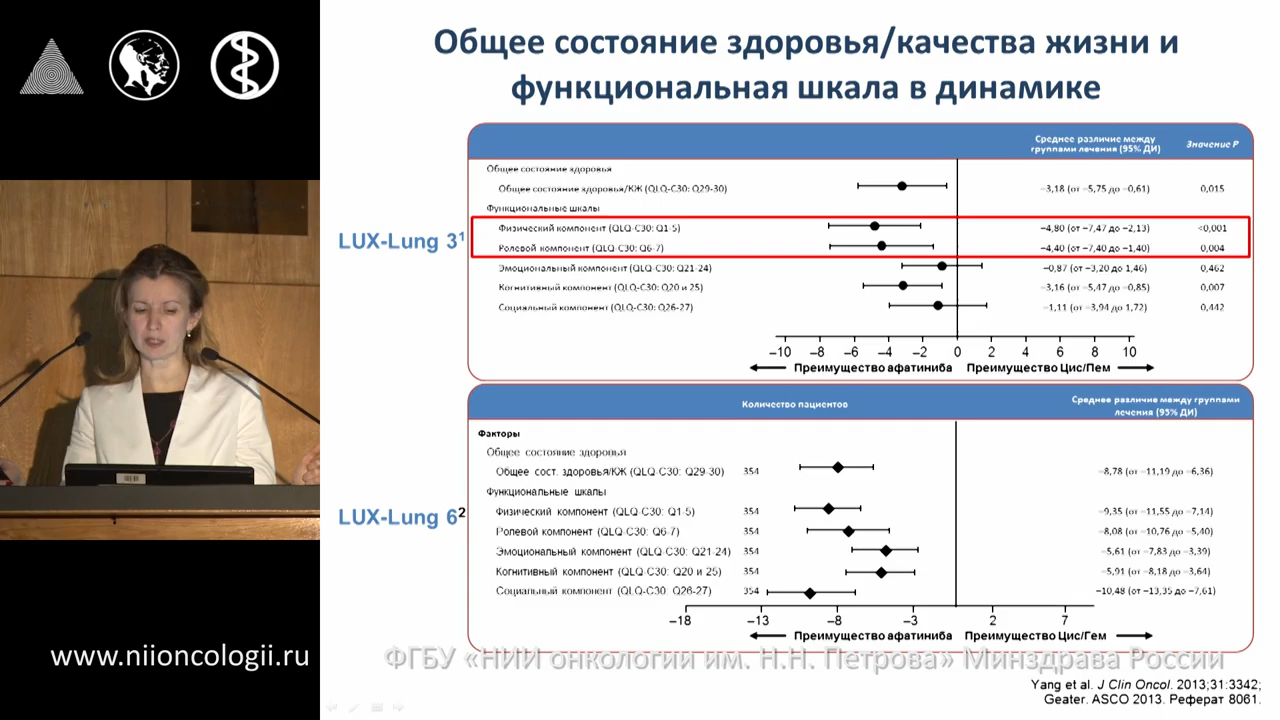 Общее состояние здоровья/качества жизни и
функциональная шкала в динамике
Среднее различие между
группами лечения (95% ДИ)
Значение P
Общее состояние здоровья
Общее состояние здоровья/КЖ (QLQ-C30: Q29-30)
−3,18 (от −5,75 до −0,61)
0,015
Функциональные шкалы
LUX-Lung 3¹
Физический компонент (QLQ-C30: Q1-5)
−4,80 (от −7,47 до −2,13)
<0,001
Ролевой компонент (QLQ-C30: Q6-7)
−4,40 (от −7,40 до −1,40)
0,004
Эмоциональный компонент (QLQ-C30: Q21-24)
−0,87 (от −3,20 до 1,46)
0,462
Когнитивный компонент (QLQ-C30: Q20 и 25)
−3,16 (от −5,47 до −0,85)
0,007
Социальный компонент (QLQ-C30: Q26-27)
−1,11 (от −3,94 до 1,72)
0,442
−10 −8 −6 −4 −2 0 2 4 6 8 10
Преимущество афатиниба Преимущество Цис/Пем
Количество пациентов
Среднее различие между группами
лечения (95% ДИ)
Факторы
Общее состояние здоровья
Общее сост. здоровья/КЖ (QLQ-C30: Q29-30) 354
−8,78 (от −11,19 до −6,36)
Функциональные шкалы
LUX-Lung 6²
Физический компонент (QLQ-C30: Q1-5) 354
−9,35 (от −11,55 до −7,14)
Ролевой компонент (QLQ-C30: Q6-7) 354
−8,08 (от −10,76 до −5,40)
Эмоциональный компонент (QLQ-C30: Q21-24) 354
−5,61 (от −7,83 до −3,39)
Когнитивный компонент (QLQ-C30: Q20 и 25) 354
−5,91 (от −8,18 до −3,64)
Социальный компонент (QLQ-C30: Q26-27) 354
−10,48 (от −13,35 до −7,61)
−18 −13 −8 −3 2 7
Преимущество афатиниба Преимущество Цис/Гем
www.niioncologii.ru
ФГБУ «НИИ онкологии им. Н.Н. Петрова» Минздрава России
Yang et al. J Clin Oncol. 2013;31:3342;
Geater. ASCO 2013. Реферат 8061.